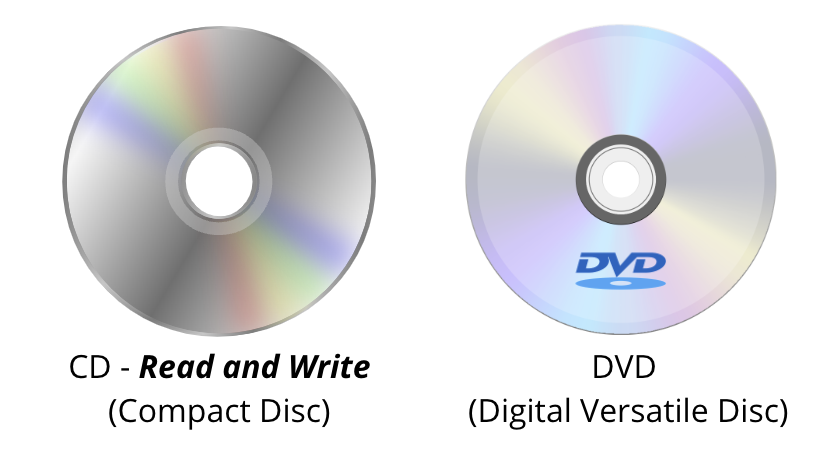 DVD
CD - Read and Write
(Compact Disc)
DVD
(Digital Versatile Disc)